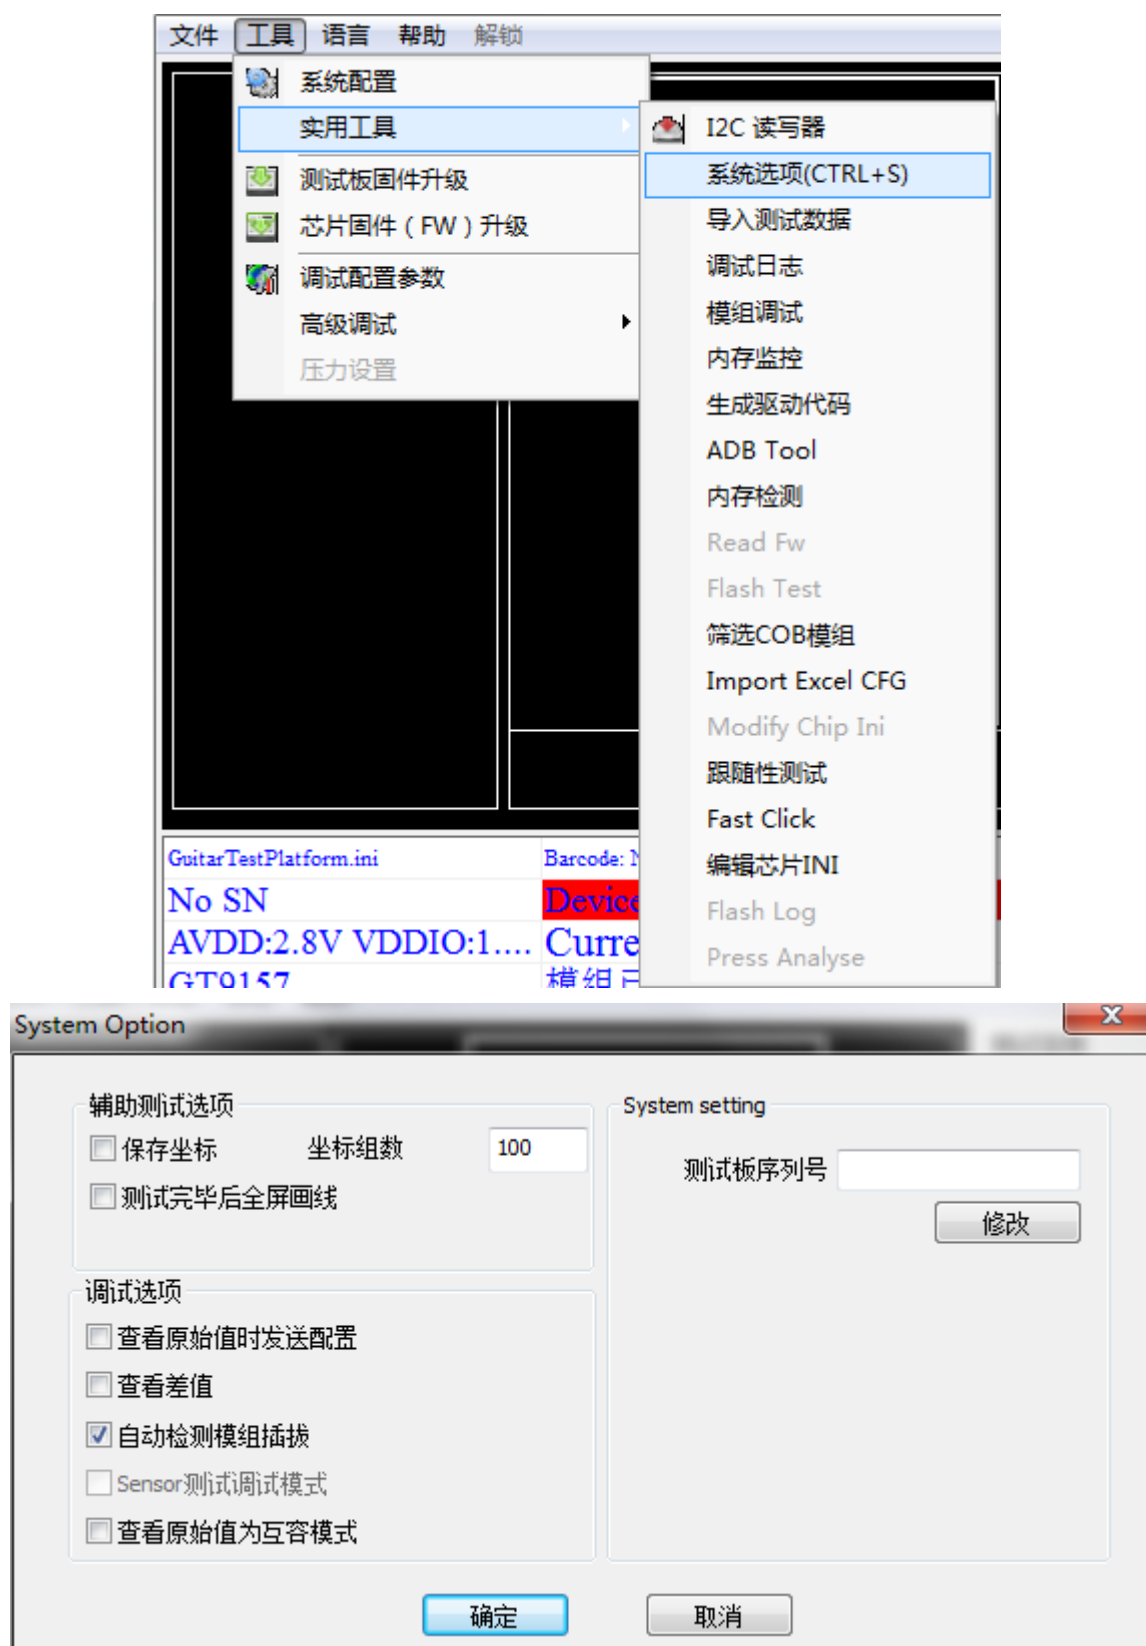 文件 工具 语言 帮助 解锁
系统配置
实用工具
测试板固件升级
芯片固件（FW）升级
调试配置参数
高级调试
压力设置
I2C 读写器
系统选项(CTRL+S)
导入测试数据
调试日志
模组调试
内存监控
生成驱动代码
ADB Tool
内存检测
Read Fw
Flash Test
筛选COB模组
Import Excel CFG
Modify Chip Ini
跟随性测试
Fast Click
编辑芯片INI
Flash Log
Press Analyse
GuitarTestPlatform.ini Barcode:
No SN Device
AVDD:2.8V VDDIO:1.... Curre
GT9157 模组已
System Option
辅助测试选项
保存坐标 坐标组数 100
测试完毕后全屏画线
调试选项
查看原始值时发送配置
查看差值
自动检测模组插拔
Sensor测试调试模式
查看原始值为互容模式
System setting
测试板序列号
修改
确定 取消